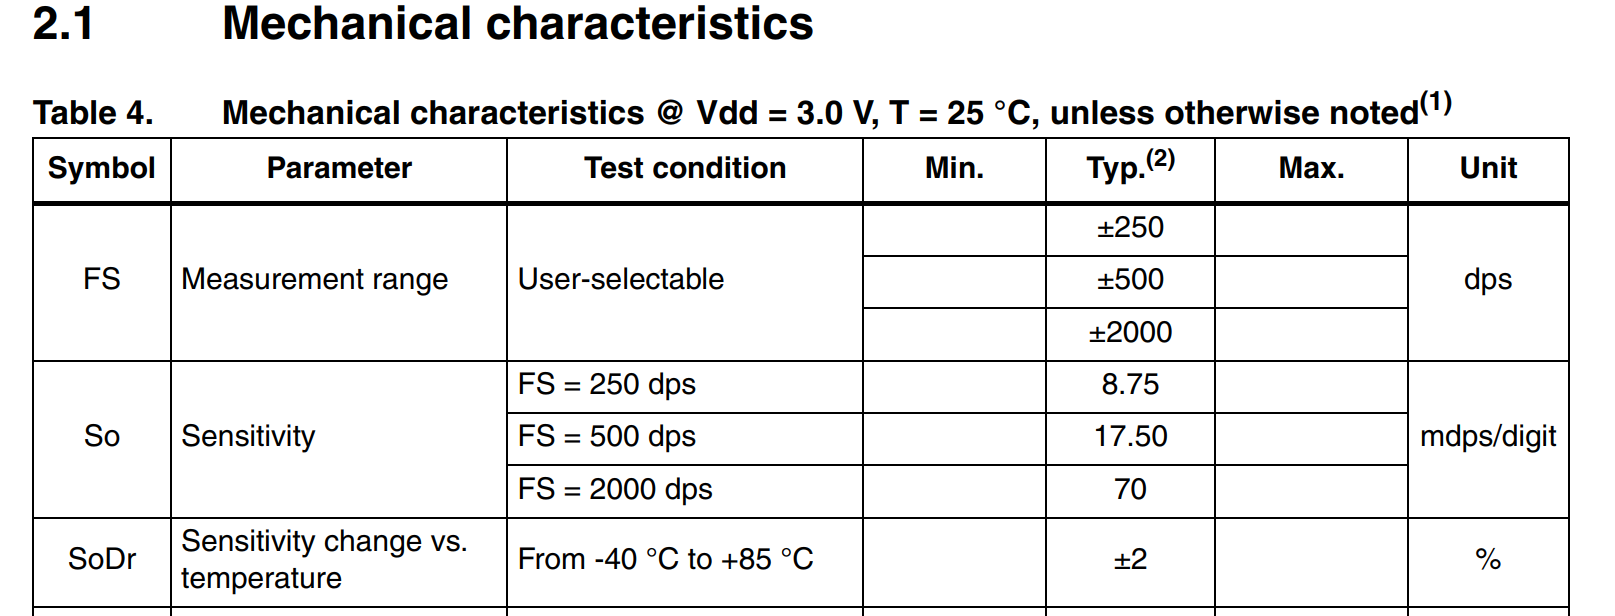 2.1 Mechanical characteristics
Table 4. Mechanical characteristics @ Vdd = 3.0 V, T = 25 °C, unless otherwise noted(1)
Symbol Parameter Test condition Min. Typ.(2) Max. Unit
FS Measurement range User-selectable ±250 dps
±500
±2000
So Sensitivity FS = 250 dps 8.75 mdps/digit
FS = 500 dps 17.50
FS = 2000 dps 70
SoDr Sensitivity change vs. From -40 °C to +85 °C ±2 %
temperature